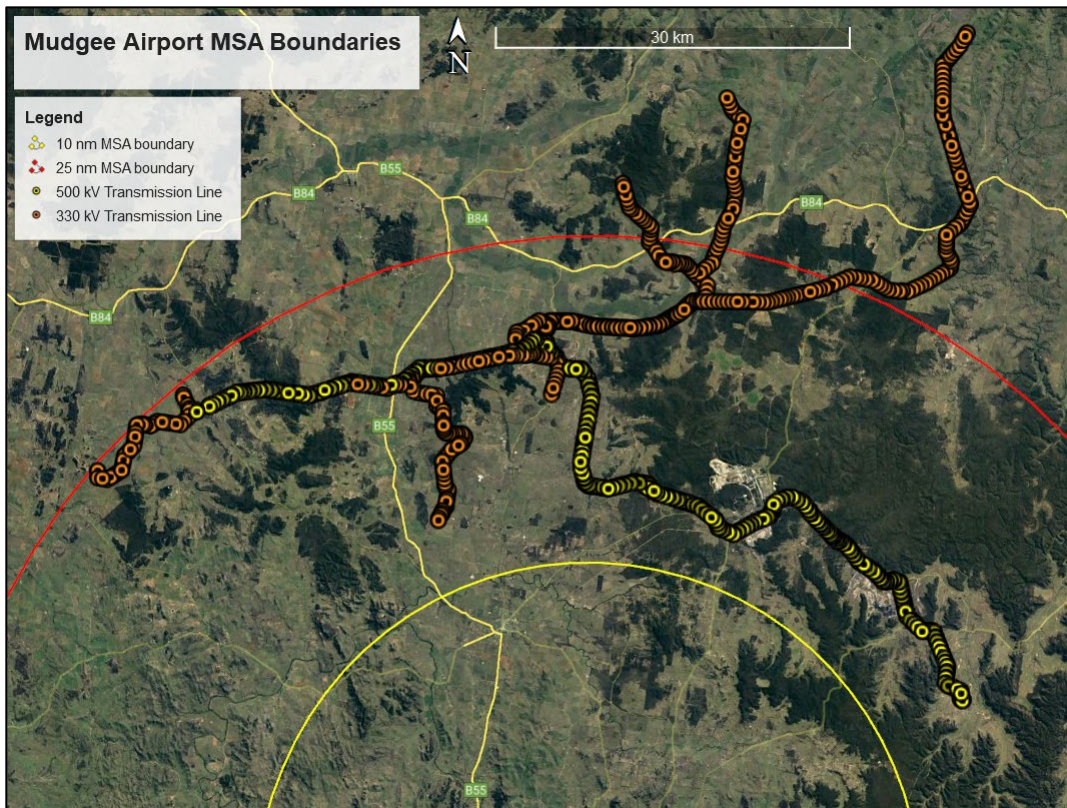 Mudgee Airport MSA Boundaries
N
30 km
Legend
10 nm MSA boundary
25 nm MSA boundary
500 kV Transmission Line
330 kV Transmission Line
B55
B84
B84
B84
B84
B55
B55